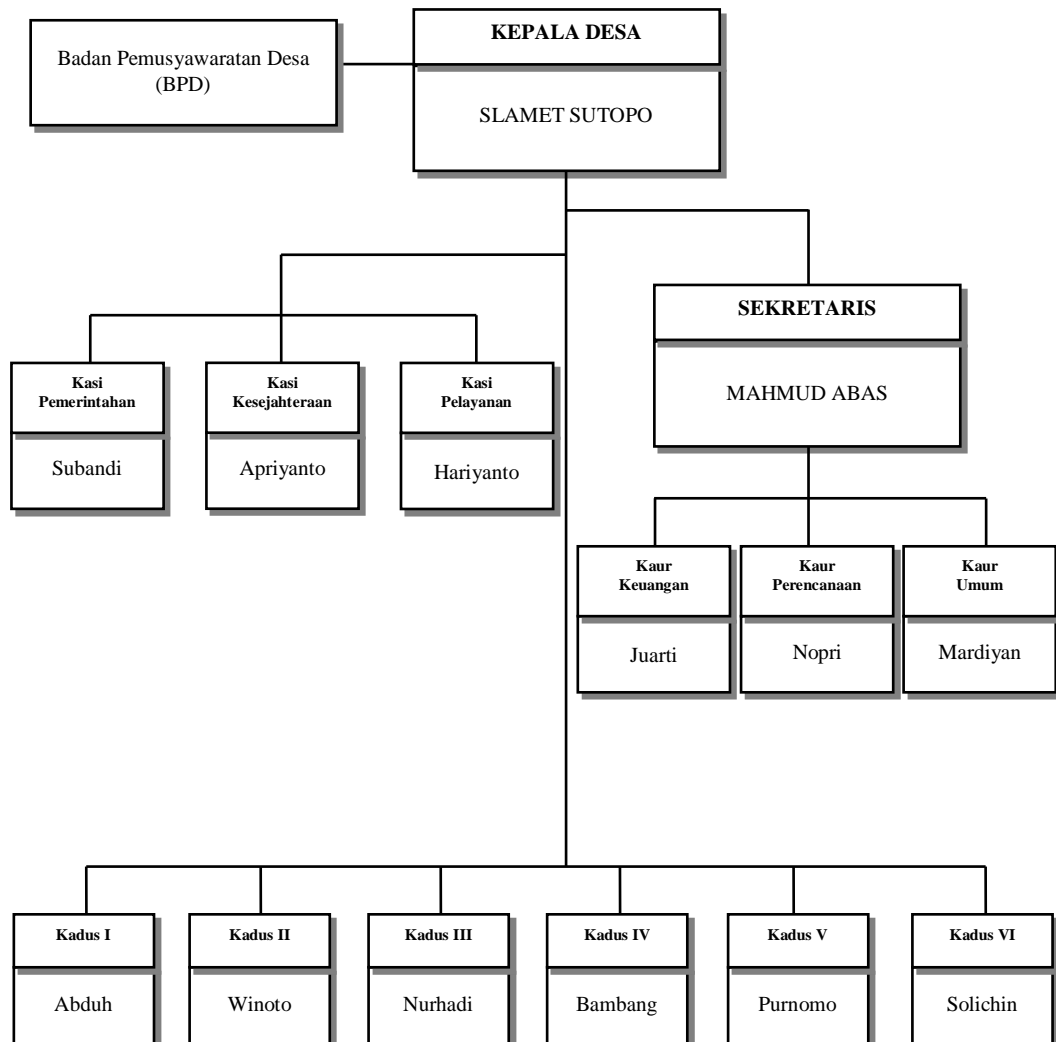 KEPALA DESA
Badan Pemusyawaratan Desa
(BPD)
SLAMET SUTOPO
SEKRETARIS
MAHMUD ABAS
Kasi
Pemerintahan
Subandi
Kasi
Kesejahteraan
Apriyanto
Kasi
Pelayanan
Hariyanto
Kaur
Keuangan
Juarti
Kaur
Perencanaan
Nopri
Kaur
Umum
Mardiyan
Kadus I
Abduh
Kadus II
Winoto
Kadus III
Nurhadi
Kadus IV
Bambang
Kadus V
Purnomo
Kadus VI
Solichin